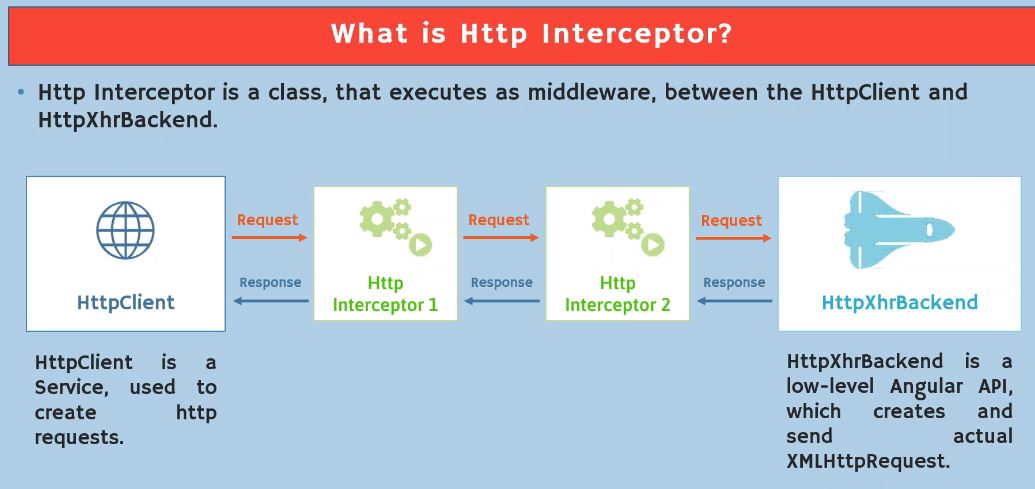 What is Http Interceptor?
• Http Interceptor is a class, that executes as middleware, between the HttpClient and
HttpXhrBackend.
Request
Request
Request
Response
Response
Response
HttpClient
Http
Interceptor 1
Http
Interceptor 2
HttpXhrBackend
HttpClient is a
Service, used to
create http
requests.
HttpXhrBackend is a
low-level Angular API,
which creates and
send actual
XMLHttpRequest.